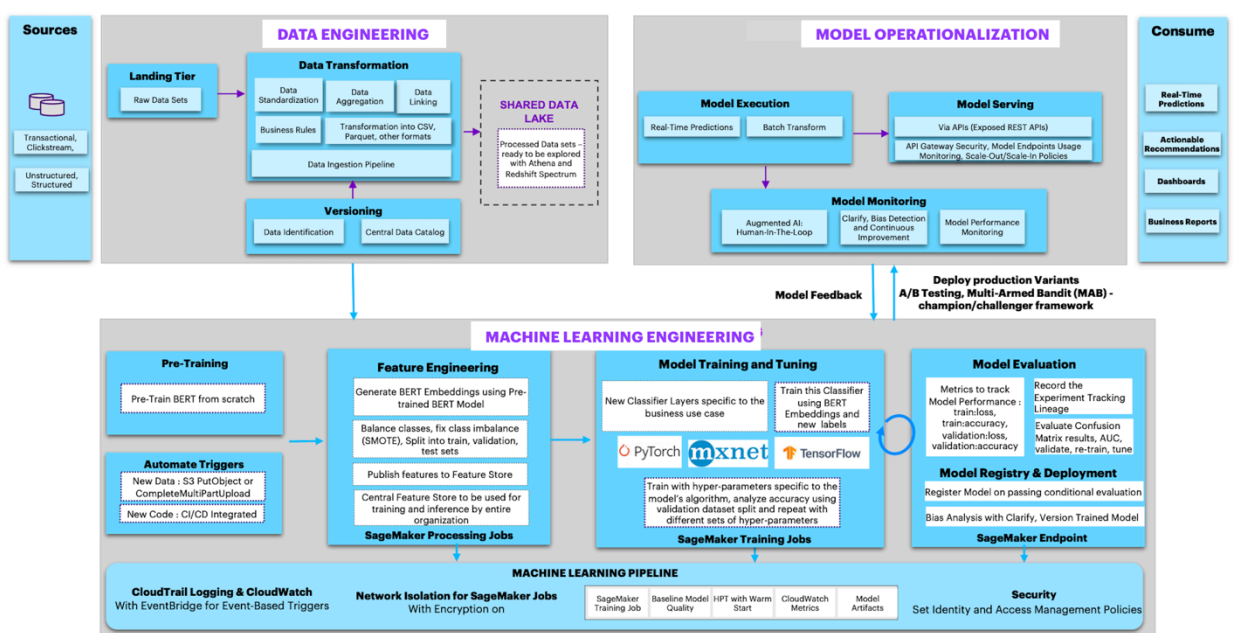 Sources
Transactional,
Clickstream,
Unstructured,
Structured
DATA ENGINEERING
Landing Tier
Raw Data Sets
Data Transformation
Data
Standardization
Data
Aggregation
Data
Linking
Business Rules
Transformation into CSV,
Parquet, other formats
Data Ingestion Pipeline
Versioning
Data Identification
Central Data Catalog
SHARED DATA
LAKE
Processed Data sets –
ready to be explored
with Athena and
Redshift Spectrum
MODEL OPERATIONALIZATION
Model Execution
Real-Time Predictions
Batch Transform
Model Serving
Via APIs (Exposed REST APIs)
API Gateway Security, Model Endpoints Usage
Monitoring, Scale-Out/Scale-In Policies
Model Monitoring
Augmented AI:
Human-In-The-Loop
Clarify, Bias Detection
and Continuous
Improvement
Model Performance
Monitoring
Consume
Real-Time
Predictions
Actionable
Recommendations
Dashboards
Business Reports
Model Feedback
Deploy production Variants
A/B Testing, Multi-Armed Bandit (MAB) -
champion/challenger framework
MACHINE LEARNING ENGINEERING
Pre-Training
Pre-Train BERT from scratch
Automate Triggers
New Data : S3 PutObject or
CompleteMultiPartUpload
New Code : CI/CD Integrated
Feature Engineering
Generate BERT Embeddings using Pre-
trained BERT Model
Balance classes, fix class imbalance
(SMOTE), Split into train, validation,
test sets
Publish features to Feature Store
Central Feature Store to be used for
training and inference by entire
organization
SageMaker Processing Jobs
Model Training and Tuning
New Classifier Layers specific to the
business use case
Train this Classifier
using BERT
Embeddings and
new labels
PyTorch
mxnet
TensorFlow
Train with hyper-parameters specific to the
model's algorithm, analyze accuracy using
validation dataset split and repeat with
different sets of hyper-parameters
SageMaker Training Jobs
Model Evaluation
Metrics to track
Model Performance :
train:loss,
train:accuracy,
validation:loss,
validation:accuracy
Record the
Experiment Tracking
Lineage
Evaluate Confusion
Matrix results, AUC,
validate, re-train, tune
Model Registry & Deployment
Register Model on passing conditional evaluation
Bias Analysis with Clarify, Version Trained Model
SageMaker Endpoint
MACHINE LEARNING PIPELINE
CloudTrail Logging & CloudWatch
With EventBridge for Event-Based Triggers
Network Isolation for SageMaker Jobs
With Encryption on
SageMaker
Training Job
Baseline Model
Quality
HPT with Warm
Start
CloudWatch
Metrics
Model
Artifacts
Security
Set Identity and Access Management Policies